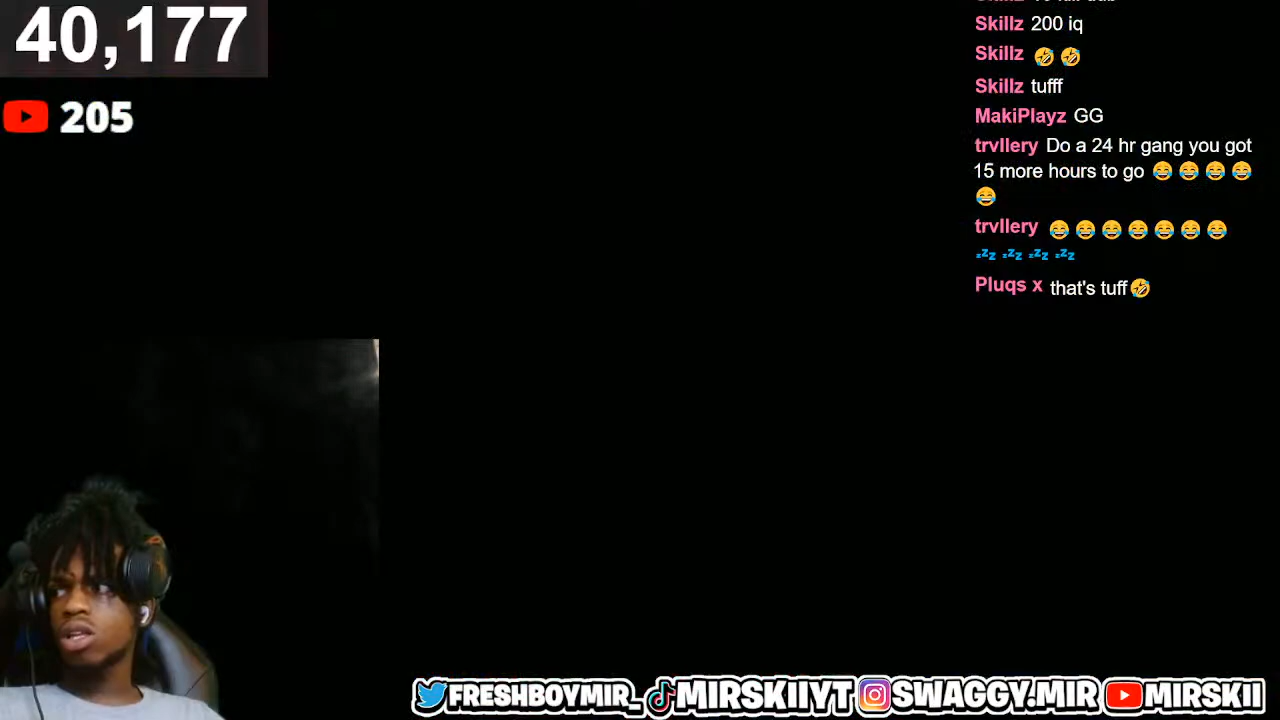 40,177
205
Skillz 200 iq
Skillz 🤣 🤣
Skillz tufff
MakiPlayz GG
trvllery Do a 24 hr gang you got
15 more hours to go 😂 😂 😂 😂
😂
trvllery 😂 😂 😂 😂 😂 😂 😂
💤 💤 💤 💤
Pluqs x that's tuff🤣
FRESHBOYMIR_ MIRSKIIYT SWAGGY.MIR MIRSKII